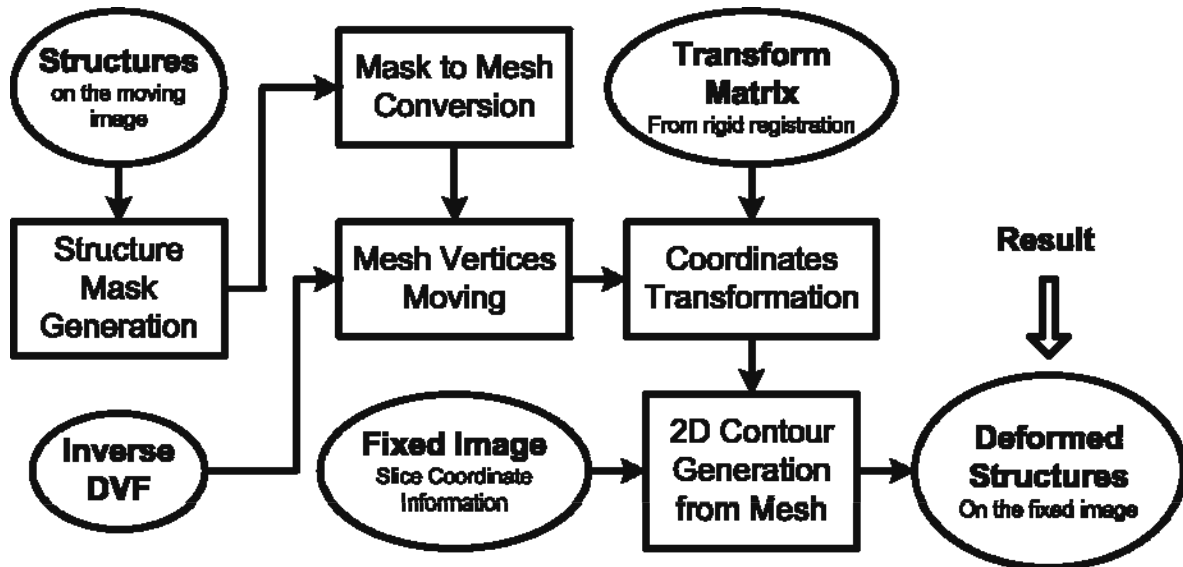 Structures
on the moving
image
Mask to Mesh
Conversion
Transform
Matrix
From rigid registration
Structure
Mask
Generation
Mesh Vertices
Moving
Coordinates
Transformation
Result
Inverse
DVF
Fixed Image
Slice Coordinate
Information
2D Contour
Generation
from Mesh
Deformed
Structures
On the fixed image